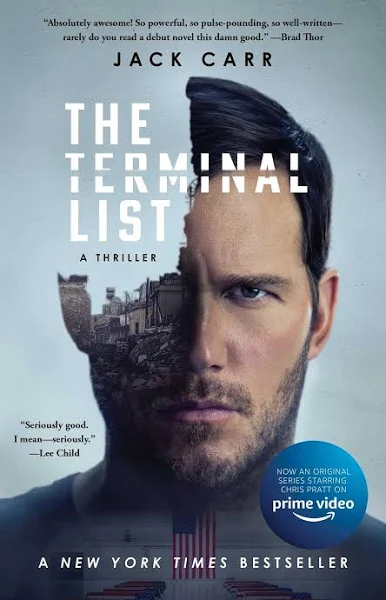 “Absolutely awesome! So powerful, so pulse-pounding, so well-written—
rarely do you read a debut novel this damn good.” —Brad Thor
JACK CARR
THE
TERMINAL
LIST
A THRILLER
“Seriously good.
I mean—seriously.”
—Lee Child
NOW AN ORIGINAL
SERIES STARRING
CHRIS PRATT ON
prime video
A NEW YORK TIMES BESTSELLER